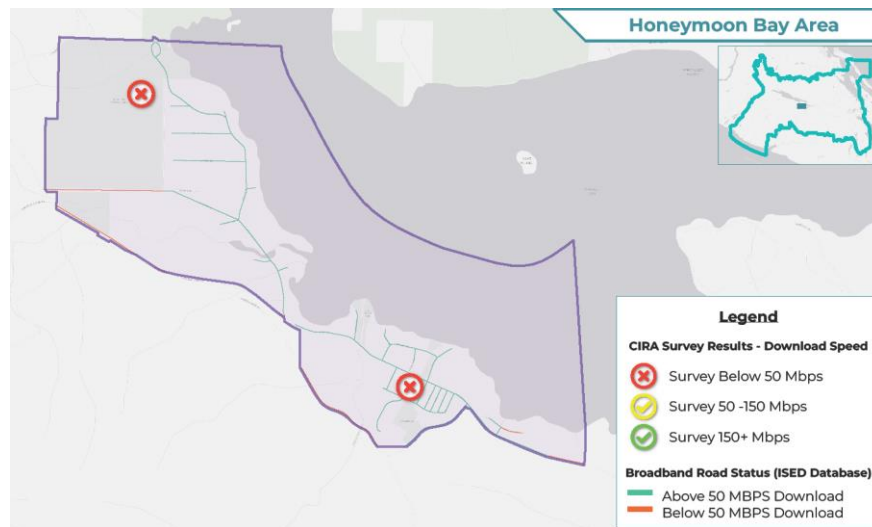 Honeymoon Bay Area
Legend
CIRA Survey Results - Download Speed
Survey Below 50 Mbps
Survey 50 -150 Mbps
Survey 150+ Mbps
Broadband Road Status (ISED Database)
Above 50 MBPS Download
Below 50 MBPS Download